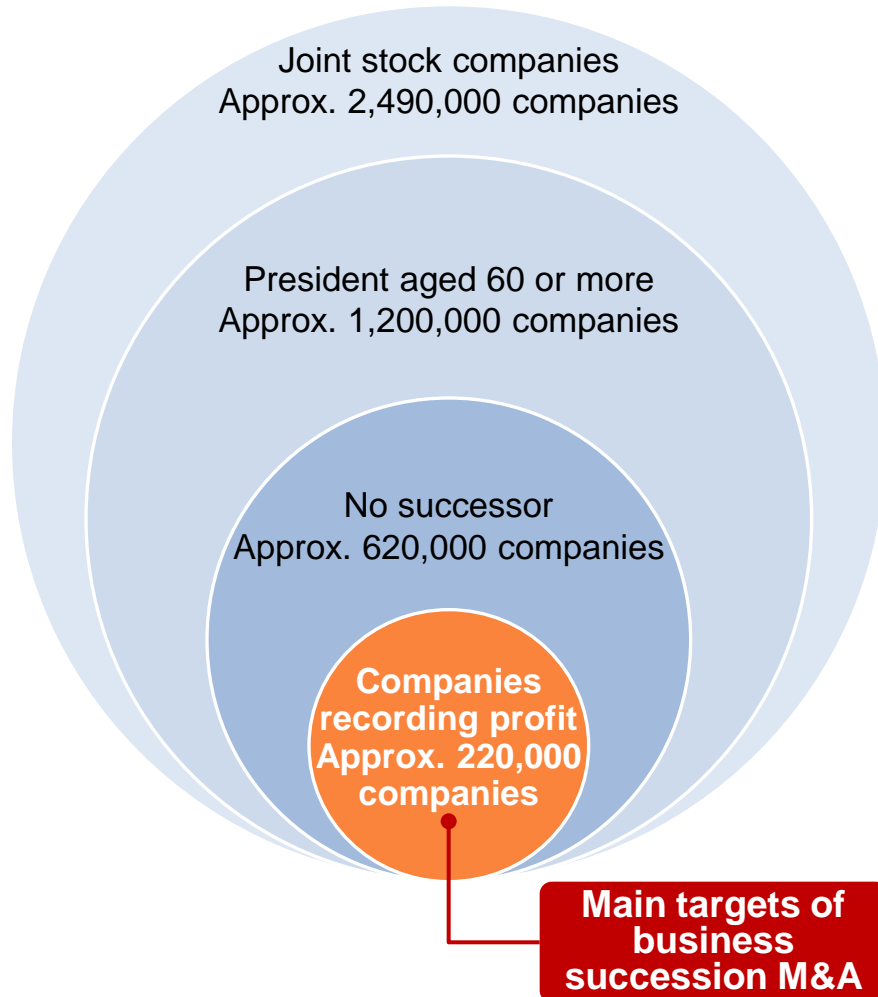 Joint stock companies
Approx. 2,490,000 companies
President aged 60 or more
Approx. 1,200,000 companies
No successor
Approx. 620,000 companies
Companies
recording profit
Approx. 220,000
companies
Main targets of
business
succession M&A